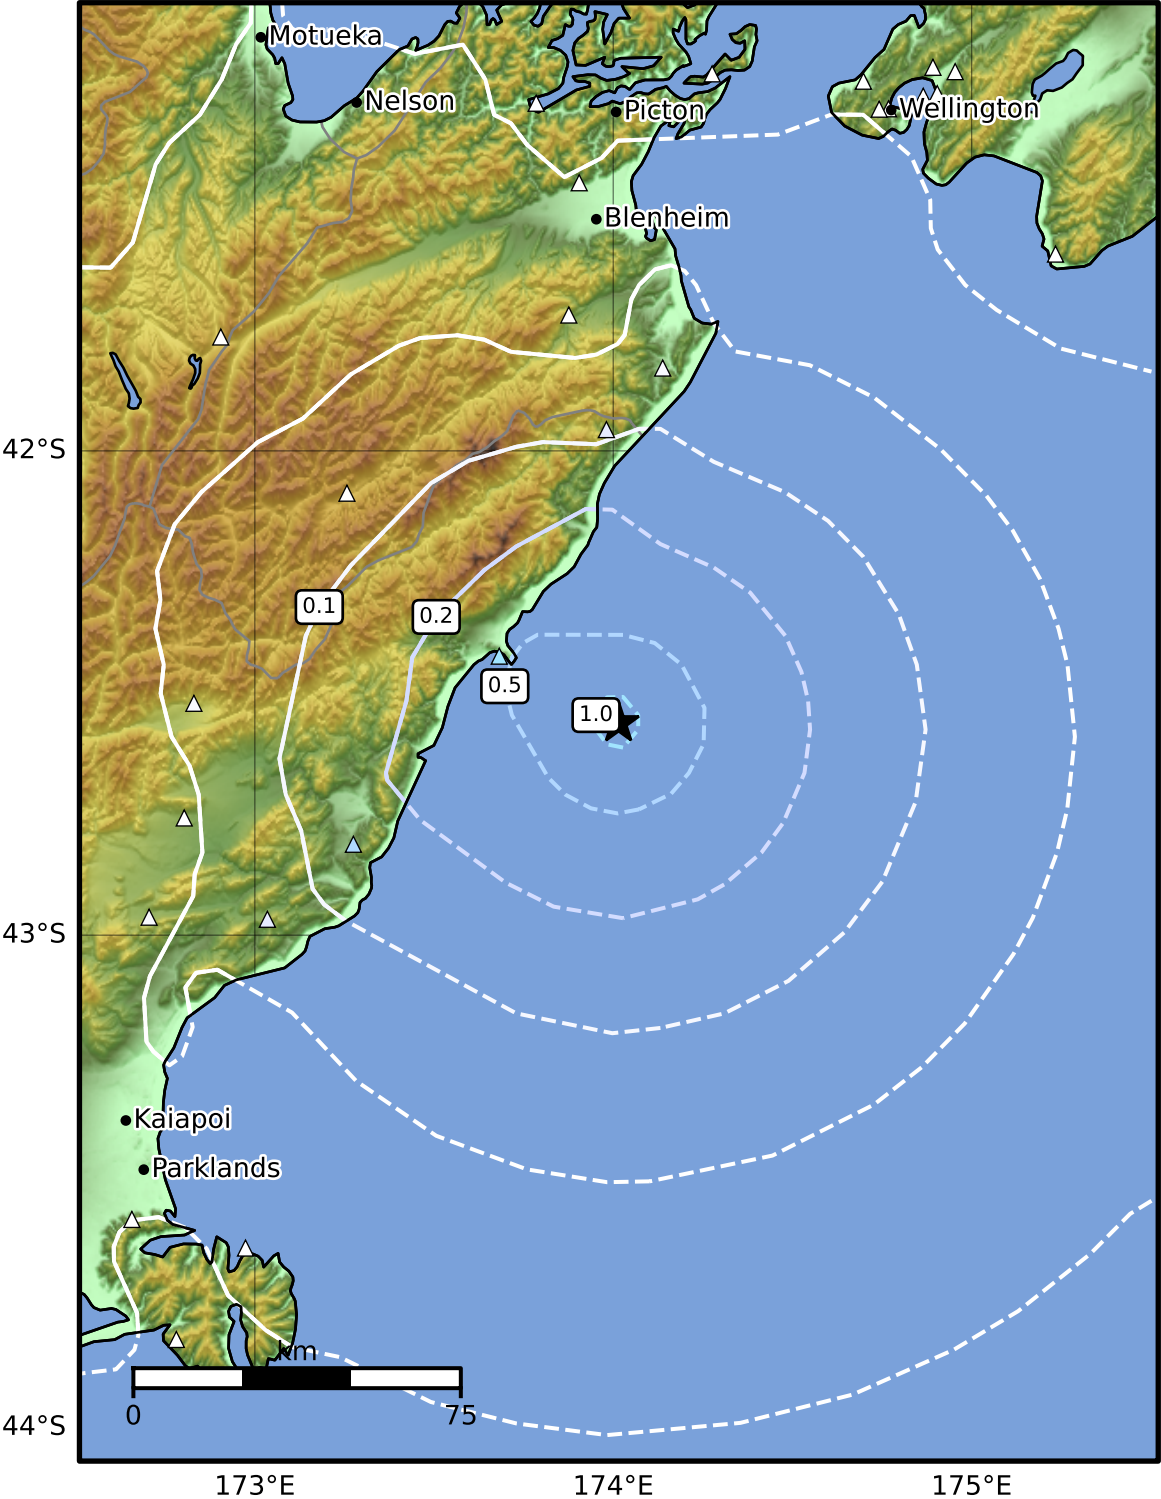 Motueka
Nelson
Picton
Wellington
Blenheim
42°S
0.1
0.2
0.5
1.0
43°S
Kaiapoi
Parklands
km
0 75
44°S
173°E 174°E 175°E